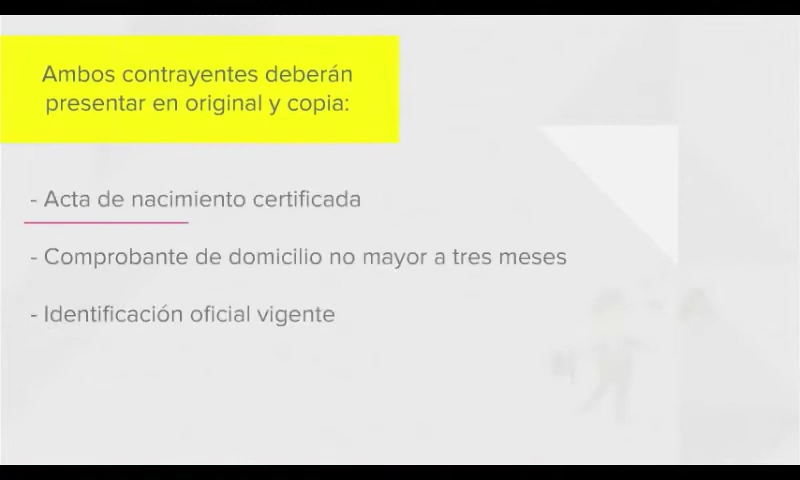 Ambos contrayentes deberán
presentar en original y copia:
- Acta de nacimiento certificada
- Comprobante de domicilio no mayor a tres meses
- Identificación oficial vigente